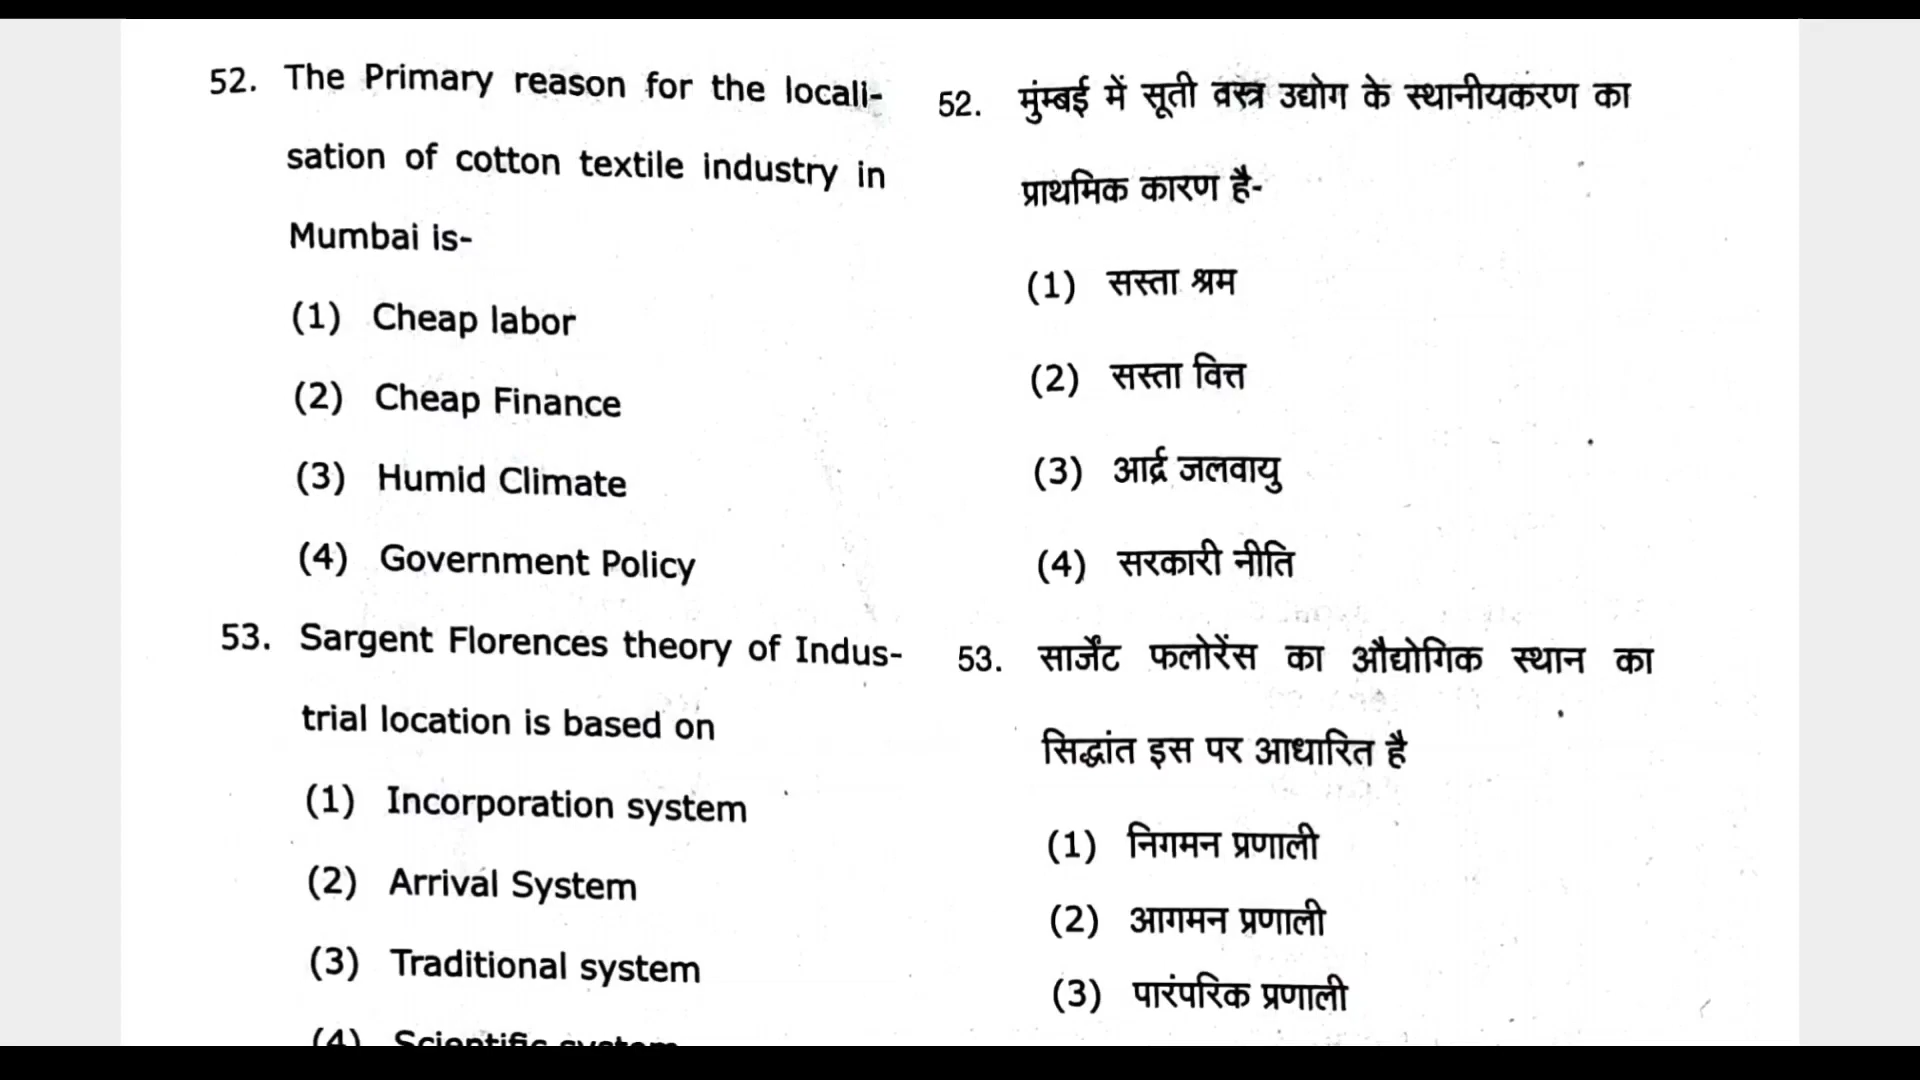 52. The Primary reason for the locali-
sation of cotton textile industry in
Mumbai is-
(1) Cheap labor
(2) Cheap Finance
(3) Humid Climate
(4) Government Policy
53. Sargent Florences theory of Indus-
trial location is based on
(1) Incorporation system
(2) Arrival System
(3) Traditional system
(4) Scientific system
52. मुंम्बई में सूती वस्त्र उद्योग के स्थानीयकरण का
प्राथमिक कारण है-
(1) सस्ता श्रम
(2) सस्ता वित्त
(3) आर्द्र जलवायु
(4) सरकारी नीति
53. सार्जेंट फलोरेंस का औद्योगिक स्थान का
सिद्धांत इस पर आधारित है
(1) निगमन प्रणाली
(2) आगमन प्रणाली
(3) पारंपरिक प्रणाली